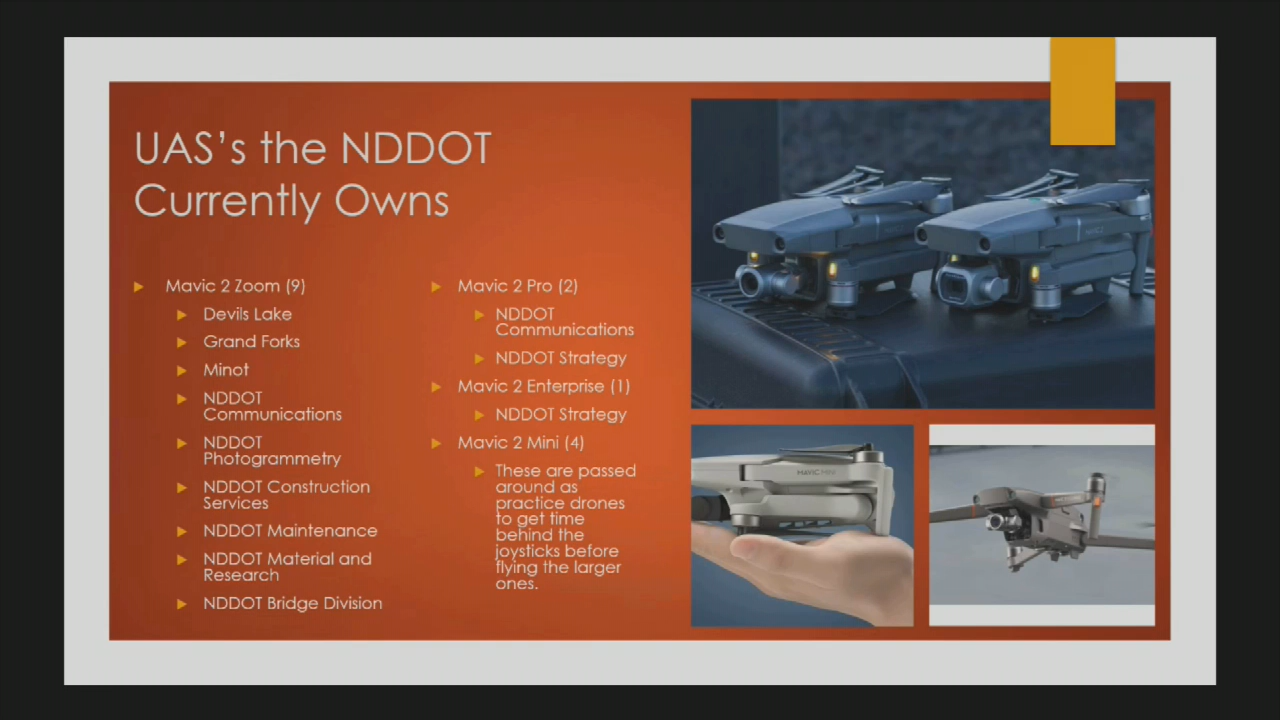 UAS's the NDDOT
Currently Owns
Mavic 2 Zoom (9)
Devils Lake
Grand Forks
Minot
NDDOT
Communications
NDDOT
Photogrammetry
NDDOT Construction
Services
NDDOT Maintenance
NDDOT Material and
Research
NDDOT Bridge Division
Mavic 2 Pro (2)
NDDOT
Communications
NDDOT Strategy
Mavic 2 Enterprise (1)
NDDOT Strategy
Mavic 2 Mini (4)
These are passed
around as
practice drones
to get time
behind the
joysticks before
flying the larger
ones.
MAVIC MINI